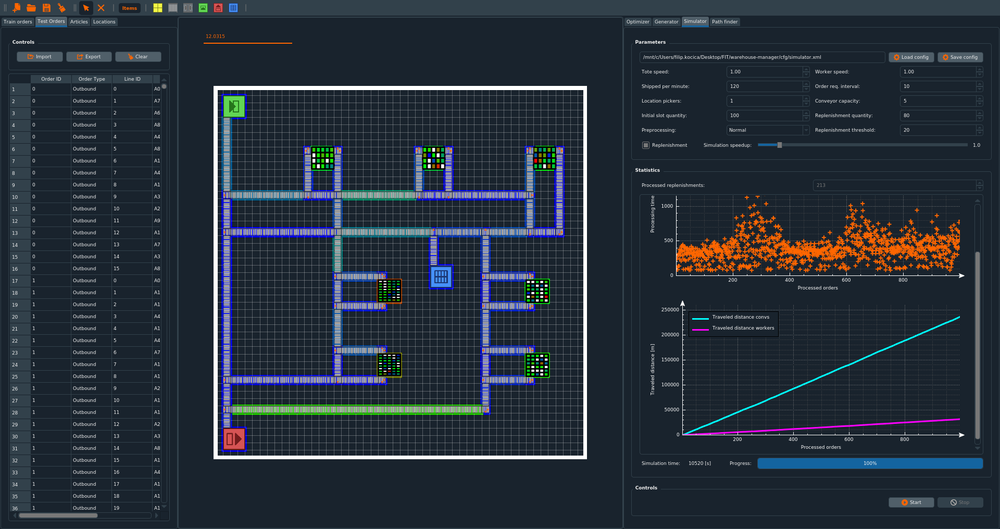 Items
Train orders Test Orders Articles Locations
Controls
Import Export Clear
Order ID Order Type Line ID
1 0 Outbound 0 A0
2 0 Outbound 1 A7
3 0 Outbound 2 A6
4 0 Outbound 3 A8
5 0 Outbound 4 A4
6 0 Outbound 5 A8
7 0 Outbound 6 A1
8 0 Outbound 7 A4
9 0 Outbound 8 A1
10 0 Outbound 9 A3
11 0 Outbound 10 A2
12 0 Outbound 11 A9
13 0 Outbound 12 A1
14 0 Outbound 13 A7
15 0 Outbound 14 A3
16 0 Outbound 15 A8
17 1 Outbound 0 A0
18 1 Outbound 1 A1
19 1 Outbound 2 A1
20 1 Outbound 3 A4
21 1 Outbound 4 A1
22 1 Outbound 5 A4
23 1 Outbound 6 A7
24 1 Outbound 7 A1
25 1 Outbound 8 A1
26 1 Outbound 9 A2
27 1 Outbound 10 A1
28 1 Outbound 11 A1
29 1 Outbound 12 A2
30 1 Outbound 13 A3
31 1 Outbound 14 A8
32 1 Outbound 15 A1
33 1 Outbound 16 A4
34 1 Outbound 17 A1
35 1 Outbound 18 A1
36 1 Outbound 19 A1
12.0315
Optimizer Generator Simulator Path finder
Parameters
/mnt/c/Users/filip.kocica/Desktop/FIT/warehouse-manager/cfg/simulator.xml Load config Save config
Tote speed: 1.00 Worker speed: 1.00
Shipped per minute: 120 Order req. interval: 10
Location pickers: 1 Conveyor capacity: 5
Initial slot quantity: 100 Replenishment quantity: 80
Preprocessing: Normal Replenishment threshold: 20
Replenishment Simulation speedup: 1.0
Statistics
Processed replenishments: 213
Processing time
1000
500
0
200 400 600 800
Processed orders
Traveled distance [m]
250000
200000
150000
100000
50000
0
Traveled distance convs
Traveled distance workers
200 400 600 800
Processed orders
Simulation time: 10520 [s] Progress: 100%
Controls
Start Stop